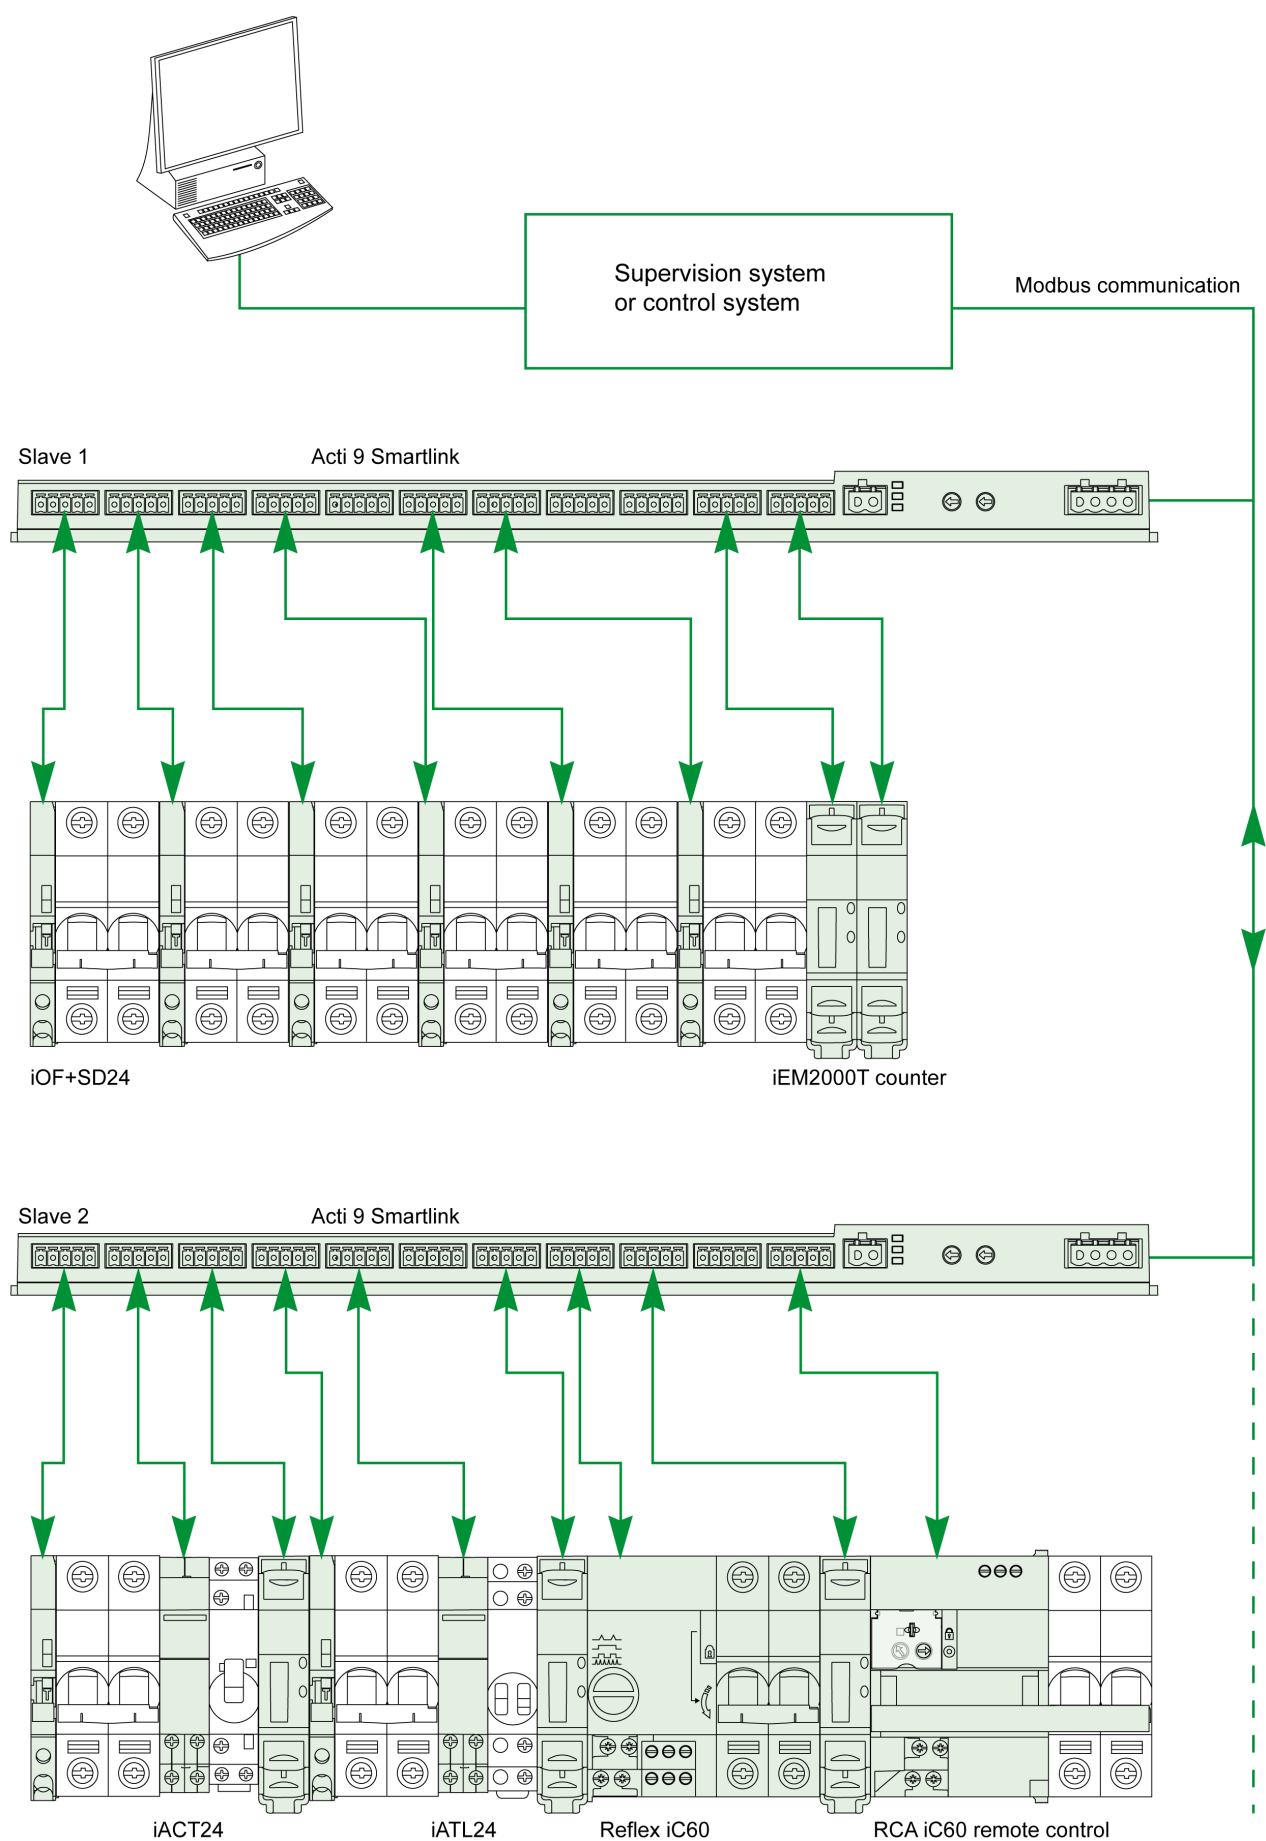 Supervision system
or control system
Modbus communication
Slave 1
Acti 9 Smartlink
iOF+SD24
iEM2000T counter
Slave 2
Acti 9 Smartlink
iACT24
iATL24
Reflex iC60
RCA iC60 remote control